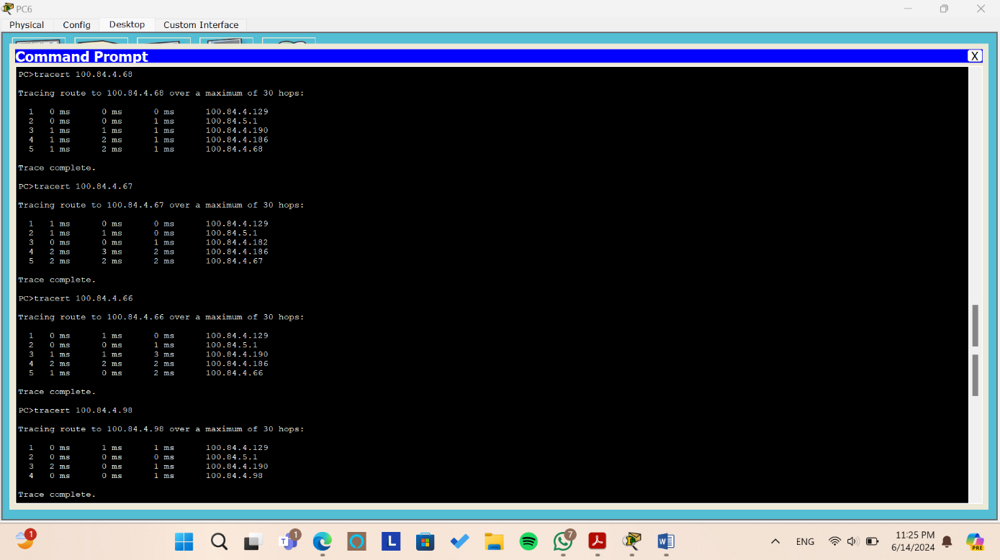 PC6
Physical Config Desktop Custom Interface
Command Prompt X
PC>tracert 100.84.4.68
Tracing route to 100.84.4.68 over a maximum of 30 hops:
1 0 ms 0 ms 0 ms 100.84.4.129
2 0 ms 0 ms 1 ms 100.84.5.1
3 1 ms 1 ms 1 ms 100.84.4.190
4 1 ms 2 ms 1 ms 100.84.4.186
5 1 ms 2 ms 1 ms 100.84.4.68
Trace complete.
PC>tracert 100.84.4.67
Tracing route to 100.84.4.67 over a maximum of 30 hops:
1 1 ms 0 ms 0 ms 100.84.4.129
2 1 ms 1 ms 0 ms 100.84.5.1
3 0 ms 0 ms 1 ms 100.84.4.182
4 2 ms 3 ms 2 ms 100.84.4.186
5 2 ms 2 ms 2 ms 100.84.4.67
Trace complete.
PC>tracert 100.84.4.66
Tracing route to 100.84.4.66 over a maximum of 30 hops:
1 0 ms 1 ms 0 ms 100.84.4.129
2 0 ms 0 ms 1 ms 100.84.5.1
3 1 ms 1 ms 3 ms 100.84.4.190
4 2 ms 2 ms 2 ms 100.84.4.186
5 1 ms 0 ms 2 ms 100.84.4.66
Trace complete.
PC>tracert 100.84.4.98
Tracing route to 100.84.4.98 over a maximum of 30 hops:
1 0 ms 1 ms 1 ms 100.84.4.129
2 0 ms 0 ms 0 ms 100.84.5.1
3 2 ms 0 ms 1 ms 100.84.4.190
4 0 ms 0 ms 1 ms 100.84.4.98
Trace complete.
1 T 1 L 7 W ENG 11:25 PM PRE
6/14/2024